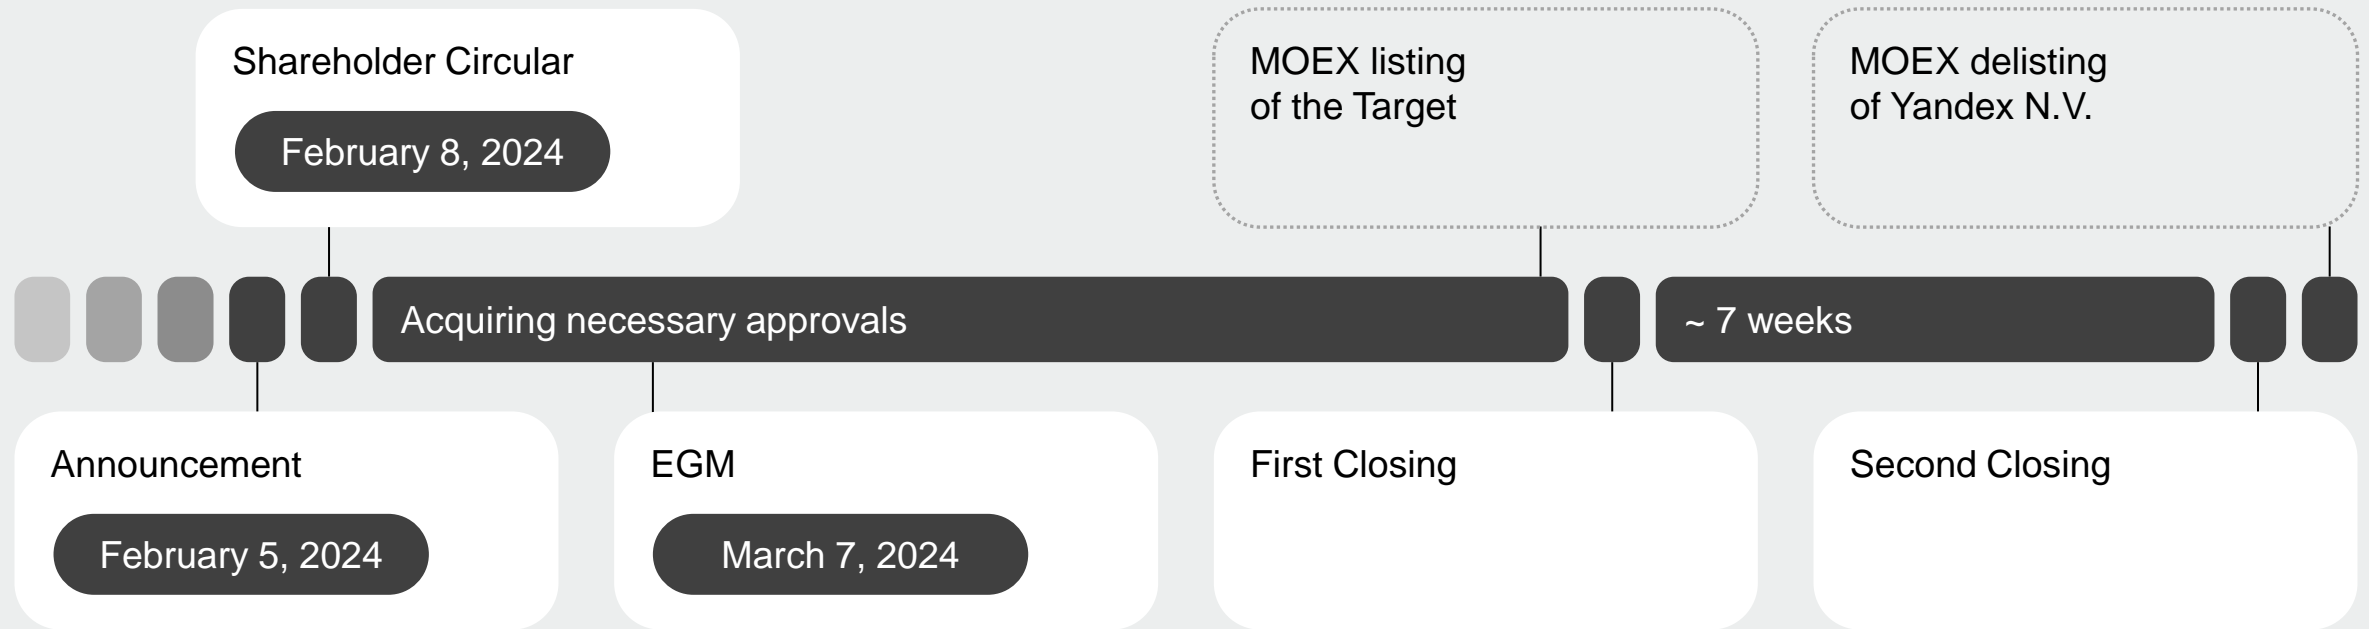 Shareholder Circular
February 8, 2024
MOEX listing
of the Target
MOEX delisting
of Yandex N.V.
Acquiring necessary approvals
~ 7 weeks
Announcement
February 5, 2024
EGM
March 7, 2024
First Closing
Second Closing